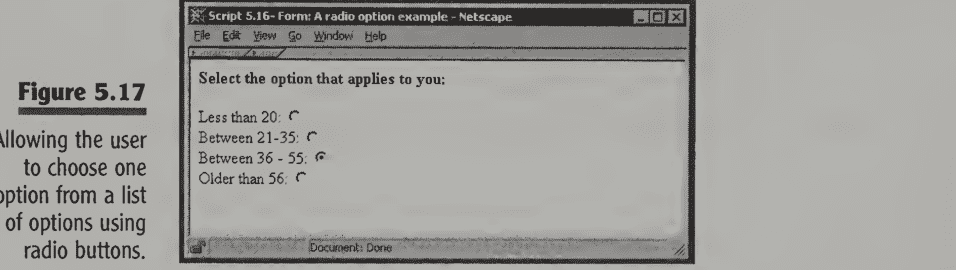 Script 5.16- Form: A radio option example - Netscape
File Edit View Go Window Help
Select the option that applies to you:
Less than 20:
Between 21-35:
Between 36 - 55:
Older than 56:
Document: Done
Figure 5.17
Allowing the user
to choose one
option from a list
of options using
radio buttons.